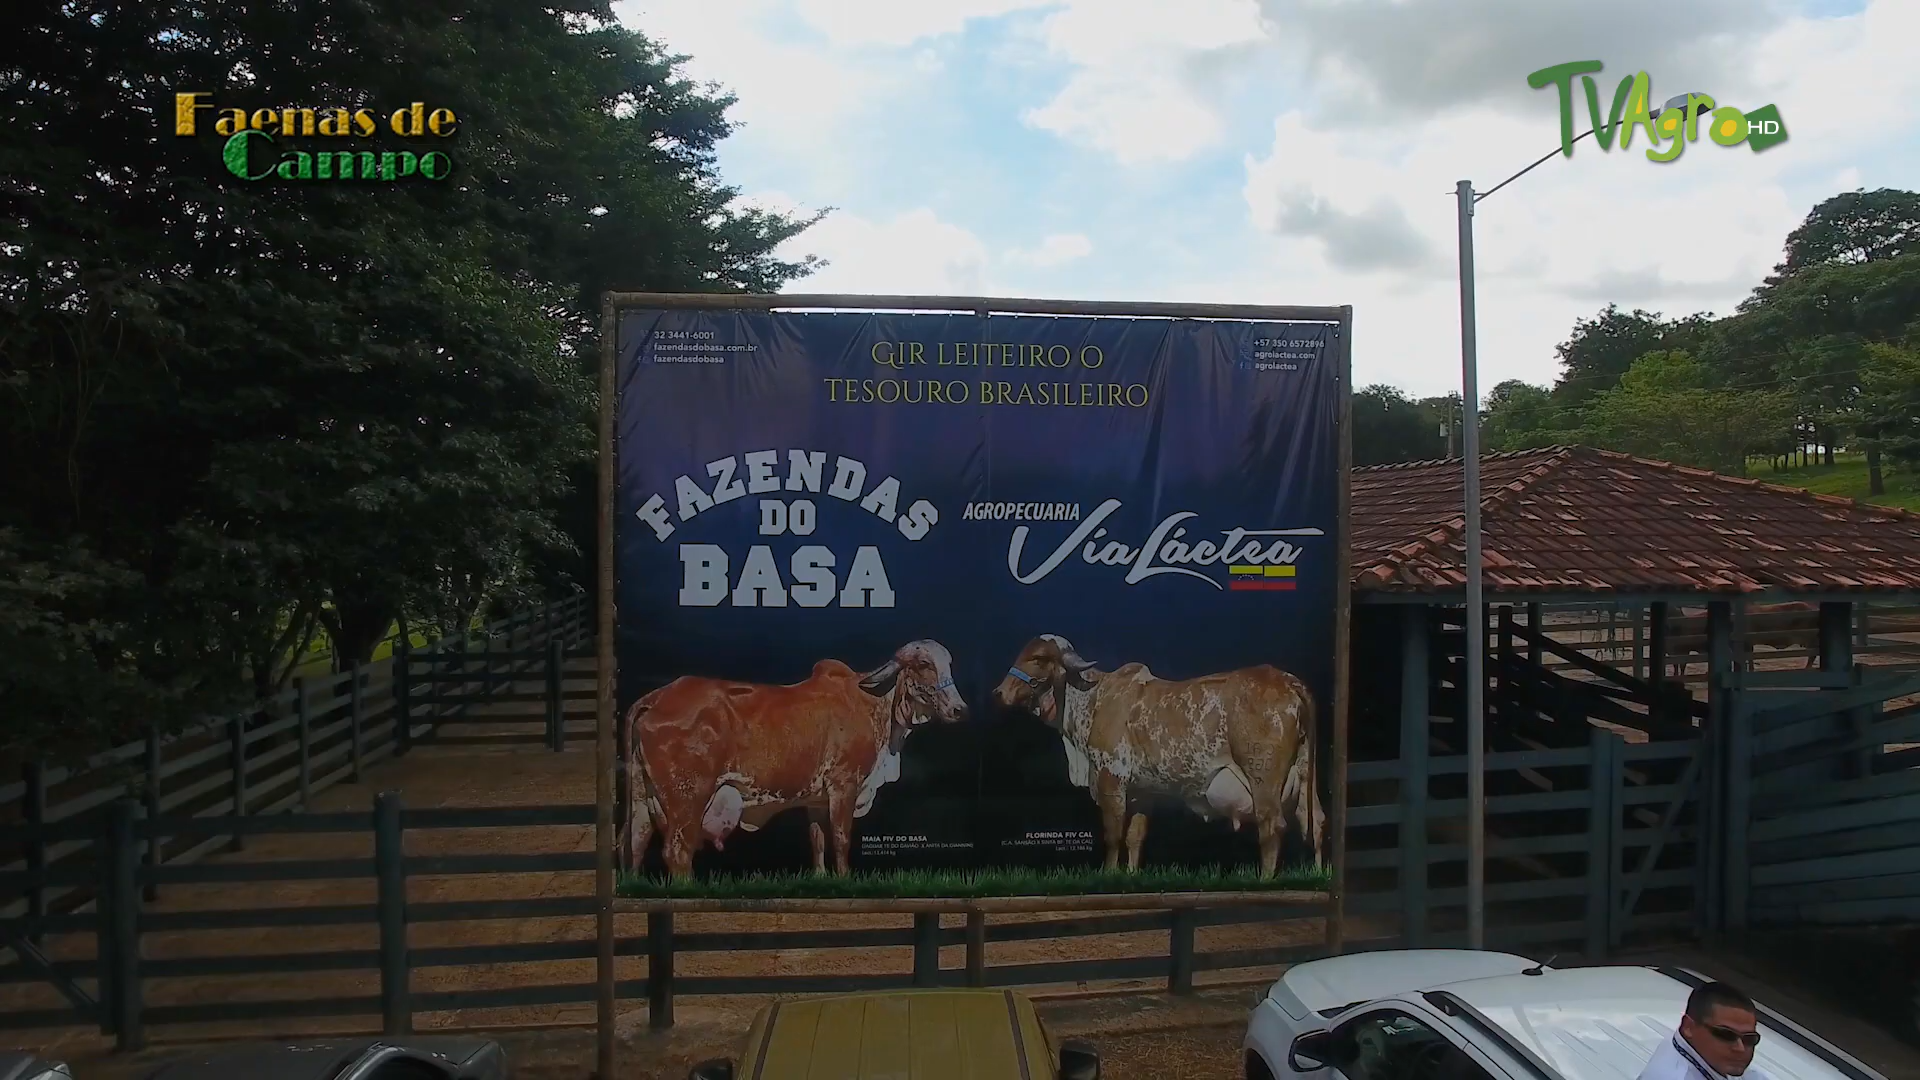 Faenas de
Campo
TVAgro HD
32 3441-6001
fazendasdobasa.com.br
fazendasdobasa
GIR LEITEIRO O
TESOURO BRASILEIRO
+57 350 6572896
agrolactea.com
agrolactea
FAZENDAS
DO
BASA
AGROPECUARIA
Vía Láctea
MAIA FIV DO BASA
FLORINDA FIV CAL